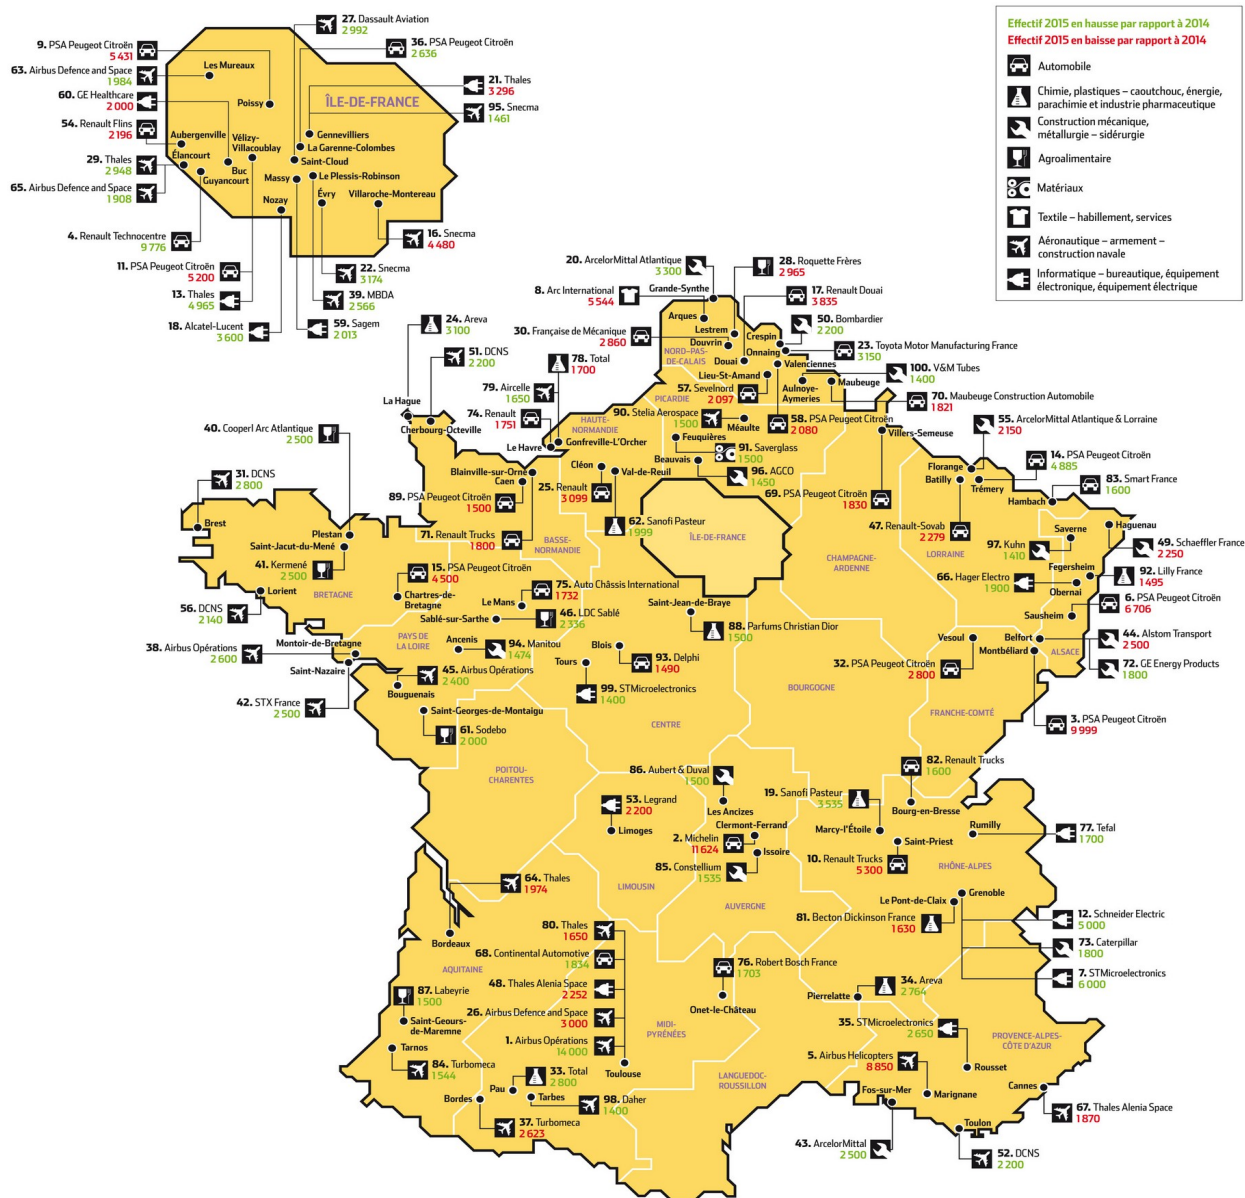 Effectif 2015 en hausse par rapport à 2014
Effectif 2015 en baisse par rapport à 2014
Automobile
Chimie, plastiques – caoutchouc, énergie,
parachimie et industrie pharmaceutique
Construction mécanique,
métallurgie – sidérurgie
Agroalimentaire
Matériaux
Textile – habillement, services
Aéronautique – armement –
construction navale
Informatique – bureautique, équipement
électronique, équipement électrique
27. Dassault Aviation
2 992
36. PSA Peugeot Citroën
2 636
9. PSA Peugeot Citroën
5 431
63. Airbus Defence and Space
1 984
60. GE Healthcare
2 000
54. Renault Flins
2 196
29. Thales
2 948
65. Airbus Defence and Space
1 908
4. Renault Technocentre
9 776
11. PSA Peugeot Citroën
5 200
13. Thales
4 965
18. Alcatel-Lucent
3 600
21. Thales
3 296
95. Snecma
1 461
16. Snecma
4 480
22. Snecma
3 174
39. MBDA
2 566
59. Sagem
2 013
ÎLE-DE-FRANCE
Les Mureaux
Poissy
Gennevilliers
La Garenne-Colombes
Saint-Cloud
Aubergenville
Vélizy-
Villacoublay
Élancourt
Buc
Guyancourt
Massy
Le Plessis-Robinson
Évry
Villaroche-Montereau
Nozay
20. ArcelorMittal Atlantique
3 300
Grande-Synthe
28. Roquette Frères
2 965
8. Arc International
5 544
17. Renault Douai
3 835
Arques
Lestrem
Douvrin
50. Bombardier
2 200
Crespin
30. Française de Mécanique
2 860
Onnaing
23. Toyota Motor Manufacturing France
3 150
NORD–PAS-
DE-CALAIS
Douai
Valenciennes
Lieu-St-Amand
100. V&M Tubes
1 400
Aulnoye-
Aymeries
Maubeuge
57. Sevelnord
2 097
70. Maubeuge Construction Automobile
1 821
PICARDIE
24. Areva
3 100
51. DCNS
2 200
78. Total
1 700
79. Aircelle
1 650
74. Renault
1 751
La Hague
Cherbourg-Octeville
HAUTE-
NORMANDIE
Le Havre
Gonfreville-L'Orcher
90. Stelia Aerospace
1 500
Méaulte
58. PSA Peugeot Citroën
2 080
Villers-Semeuse
55. ArcelorMittal Atlantique & Lorraine
2 150
Feuquières
91. Saverglass
1 500
Beauvais
96. AGCO
1 450
14. PSA Peugeot Citroën
4 885
Florange
Batilly
Trémery
83. Smart France
1 600
Hambach
69. PSA Peugeot Citroën
1 830
40. Cooperl Arc Atlantique
2 500
31. DCNS
2 800
Brest
Blainville-sur-Orne
Caen
Cléon
Val-de-Reuil
25. Renault
3 099
89. PSA Peugeot Citroën
1 500
62. Sanofi Pasteur
1 999
71. Renault Trucks
1 800
BASSE-
NORMANDIE
ÎLE-DE-FRANCE
CHAMPAGNE-
ARDENNE
47. Renault-Sovab
2 279
LORRAINE
Saverne
Haguenau
97. Kuhn
1 410
49. Schaeffler France
2 250
Fegersheim
92. Lilly France
1 495
66. Hager Electro
1 900
Obernai
6. PSA Peugeot Citroën
6 706
Sausheim
Plestan
Saint-Jacut-du-Mené
41. Kermené
2 500
BRETAGNE
15. PSA Peugeot Citroën
4 500
Chartres-de-
Bretagne
Lorient
56. DCNS
2 140
75. Auto Châssis International
1 732
Le Mans
46. LDC Sablé
2 336
Sablé-sur-Sarthe
Saint-Jean-de-Braye
88. Parfums Christian Dior
1 500
Montoir-de-Bretagne
38. Airbus Opérations
2 600
Saint-Nazaire
42. STX France
2 500
PAYS DE
LA LOIRE
Ancenis
94. Manitou
1 474
Blois
93. Delphi
1 490
Tours
99. STMicroelectronics
1 400
45. Airbus Opérations
2 400
Bouguenais
Saint-Georges-de-Montaigu
61. Sodebo
2 000
CENTRE
BOURGOGNE
Vesoul
32. PSA Peugeot Citroën
2 800
Belfort
Montbéliard
ALSACE
44. Alstom Transport
2 500
72. GE Energy Products
1 800
3. PSA Peugeot Citroën
9 999
FRANCHE-COMTÉ
POITOU-
CHARENTES
86. Aubert & Duval
1 500
Les Ancizes
82. Renault Trucks
1 600
Bourg-en-Bresse
19. Sanofi Pasteur
3 535
Marcy-l'Étoile
53. Legrand
2 200
Limoges
Clermont-Ferrand
2. Michelin
11 624
Issoire
85. Constellium
1 535
Saint-Priest
10. Renault Trucks
5 300
Rumilly
77. Tefal
1 700
RHÔNE-ALPES
LIMOUSIN
AUVERGNE
64. Thales
1 974
Bordeaux
Le Pont-de-Claix
Grenoble
81. Becton Dickinson France
1 630
12. Schneider Electric
5 000
73. Caterpillar
1 800
7. STMicroelectronics
6 000
80. Thales
1 650
68. Continental Automotive
1 834
48. Thales Alenia Space
2 252
26. Airbus Defence and Space
3 000
1. Airbus Opérations
14 000
Toulouse
AQUITAINE
87. Labeyrie
1 500
Saint-Geours-
de-Maremne
76. Robert Bosch France
1 703
Onet-le-Château
34. Areva
2 764
Pierrelatte
35. STMicroelectronics
2 650
Rousset
MIDI-
PYRÉNÉES
PROVENCE-ALPES-
CÔTE D'AZUR
Tarnos
84. Turbomeca
1 544
33. Total
2 800
Pau
Tarbes
98. Daher
1 400
Bordes
37. Turbomeca
2 623
LANGUEDOC-
ROUSSILLON
5. Airbus Helicopters
8 850
Fos-sur-Mer
Marignane
Cannes
67. Thales Alenia Space
1 870
43. ArcelorMittal
2 500
Toulon
52. DCNS
2 200